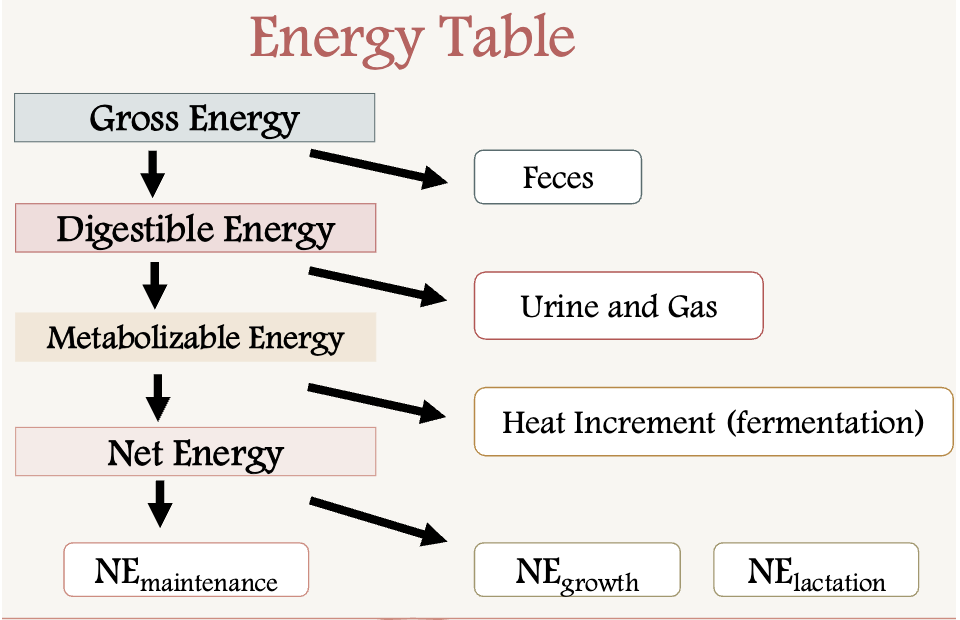 Energy Table
Gross Energy
Feces
Digestible Energy
Urine and Gas
Metabolizable Energy
Heat Increment (fermentation)
Net Energy
NEmaintenance
NEgrowth
NElactation